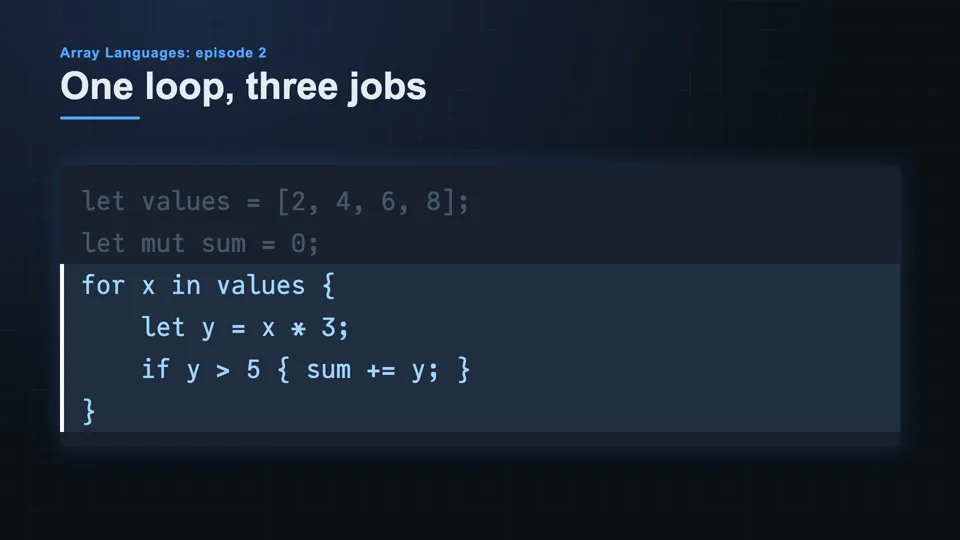 Array Languages: episode 2
One loop, three jobs
let values = [2, 4, 6, 8];
let mut sum = 0;
for x in values {
    let y = x * 3;
    if y > 5 { sum += y; }
}